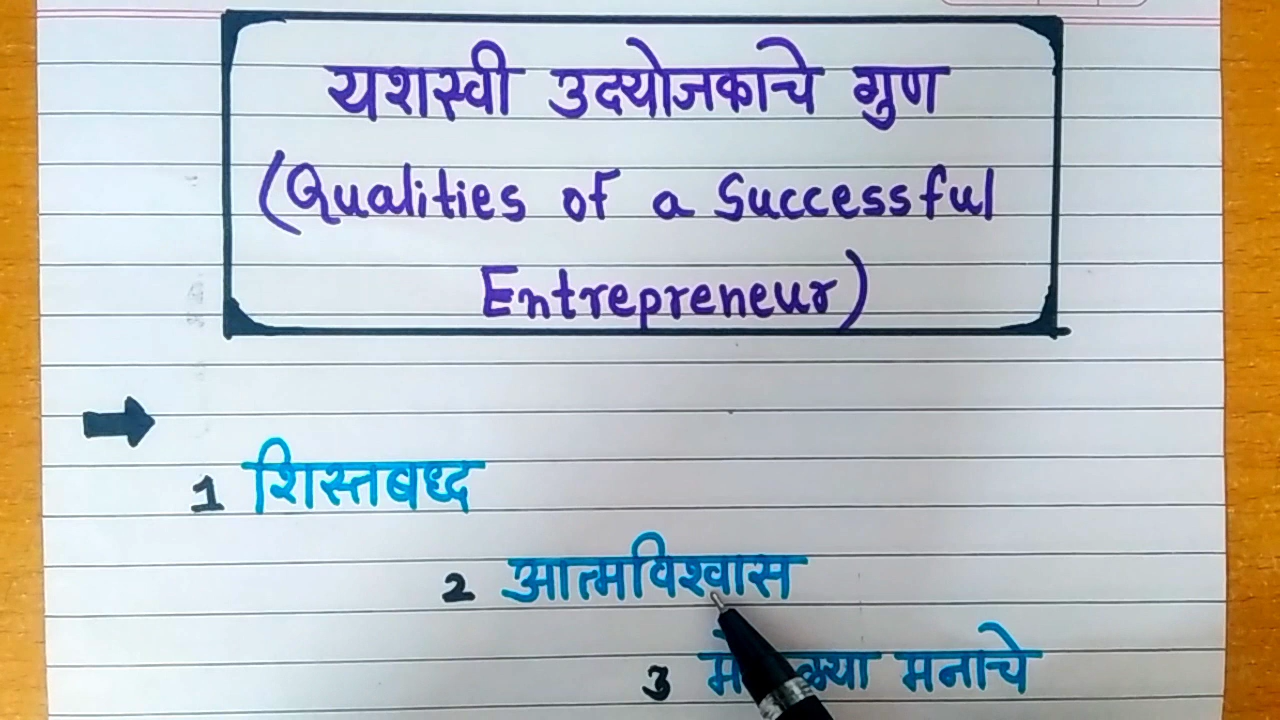 यशस्वी उदयोजकाचे गुण
(Qualities of a Successful
Entrepreneur)
1 शिस्तबध्द
2 आत्मविश्वास
3 मनाचे